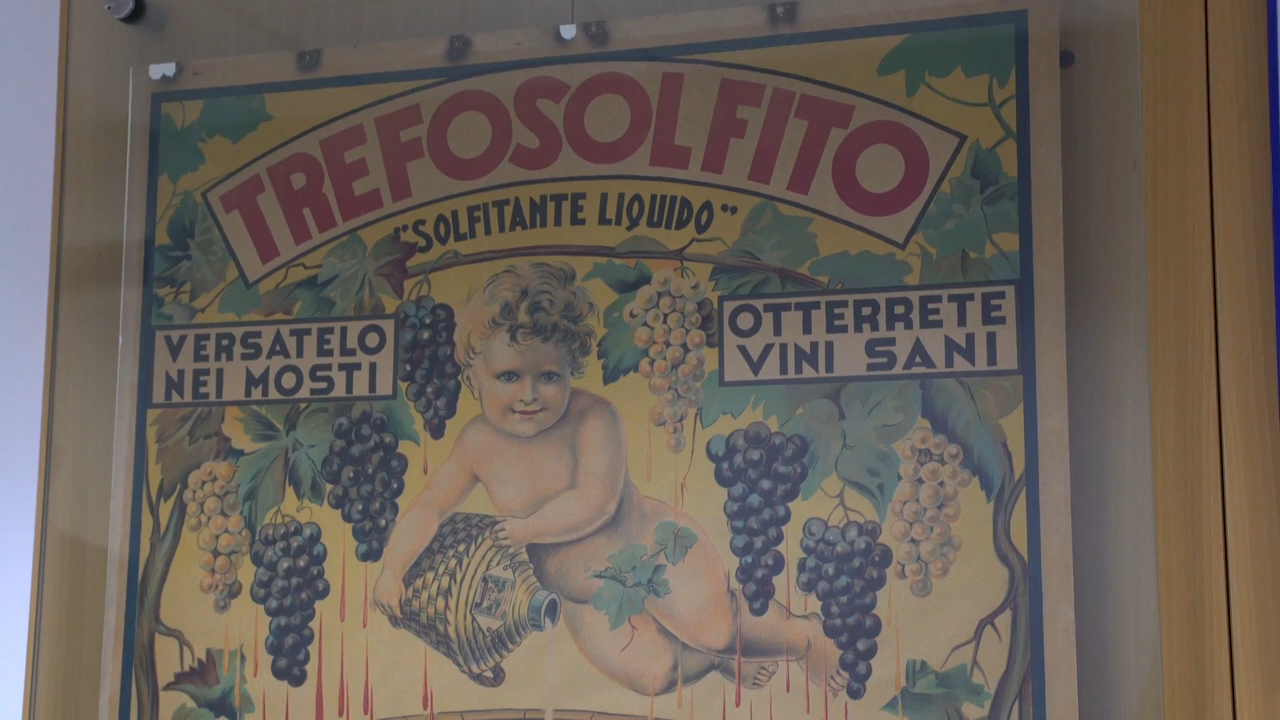 TREFOSOLFITO
"SOLFITANTE LIQUIDO"
VERSATELO
NEI MOSTI
OTTERRETE
VINI SANI